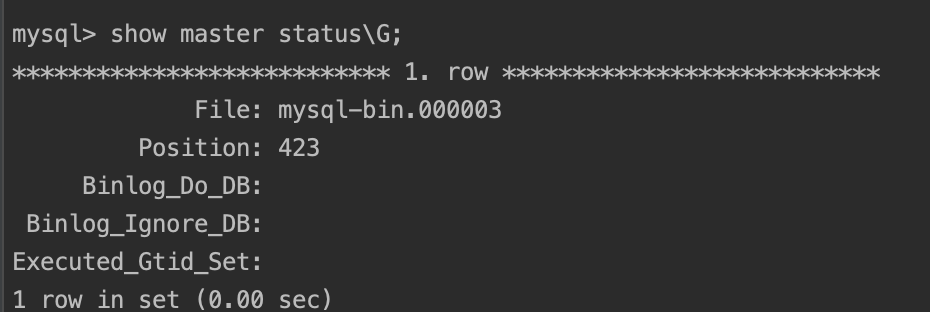 mysql> show master status\G;
*************************** 1. row ***************************
File: mysql-bin.000003
Position: 423
Binlog_Do_DB:
Binlog_Ignore_DB:
Executed_Gtid_Set:
1 row in set (0.00 sec)